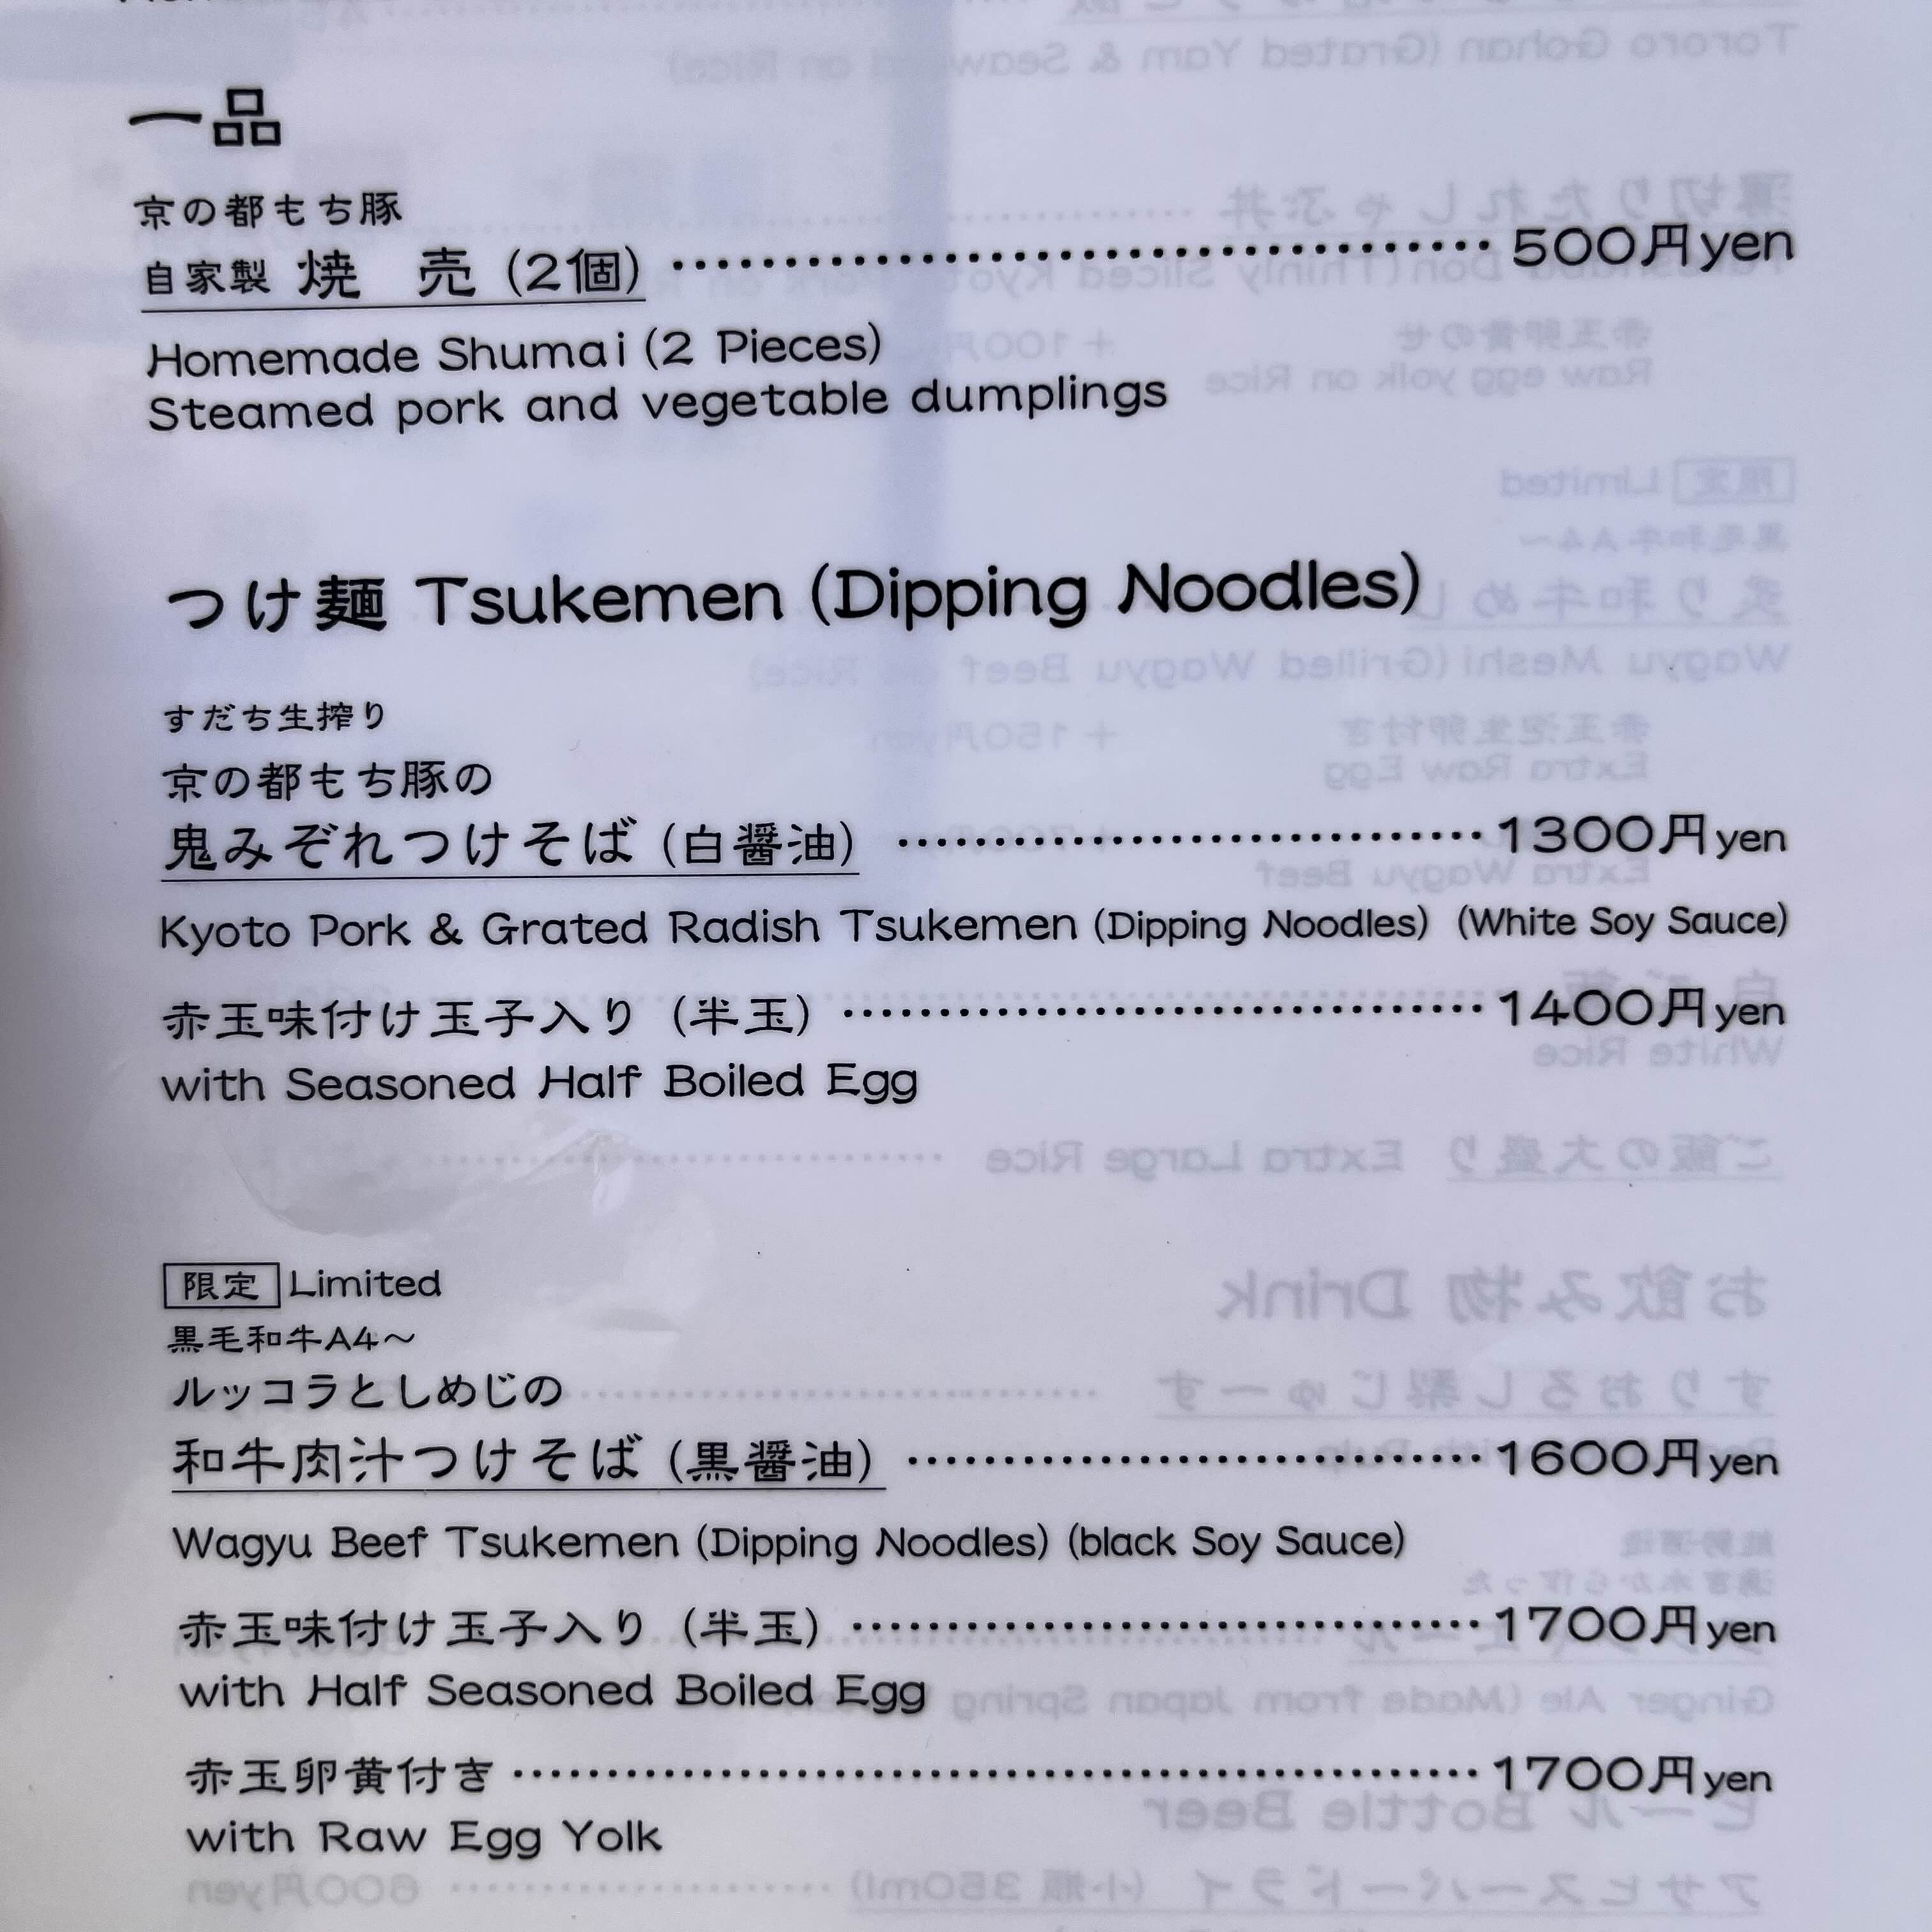 一品
京の都もち豚
自家製 焼 売 (2個) 500円yen
Homemade Shumai (2 Pieces)
Steamed pork and vegetable dumplings
つけ麺 Tsukemen (Dipping Noodles)
すだち生搾り
京の都もち豚の
鬼みぞれつけそば (白醤油) 1300円yen
Kyoto Pork & Grated Radish Tsukemen (Dipping Noodles) (White Soy Sauce)
赤玉味付け玉子入り (半玉) 1400円yen
with Seasoned Half Boiled Egg
限定 Limited
黒毛和牛A4〜
ルッコラとしめじの
和牛肉汁つけそば (黒醤油) 1600円yen
Wagyu Beef Tsukemen (Dipping Noodles) (black Soy Sauce)
赤玉味付け玉子入り (半玉) 1700円yen
with Half Seasoned Boiled Egg
赤玉卵黄付き 1700円yen
with Raw Egg Yolk